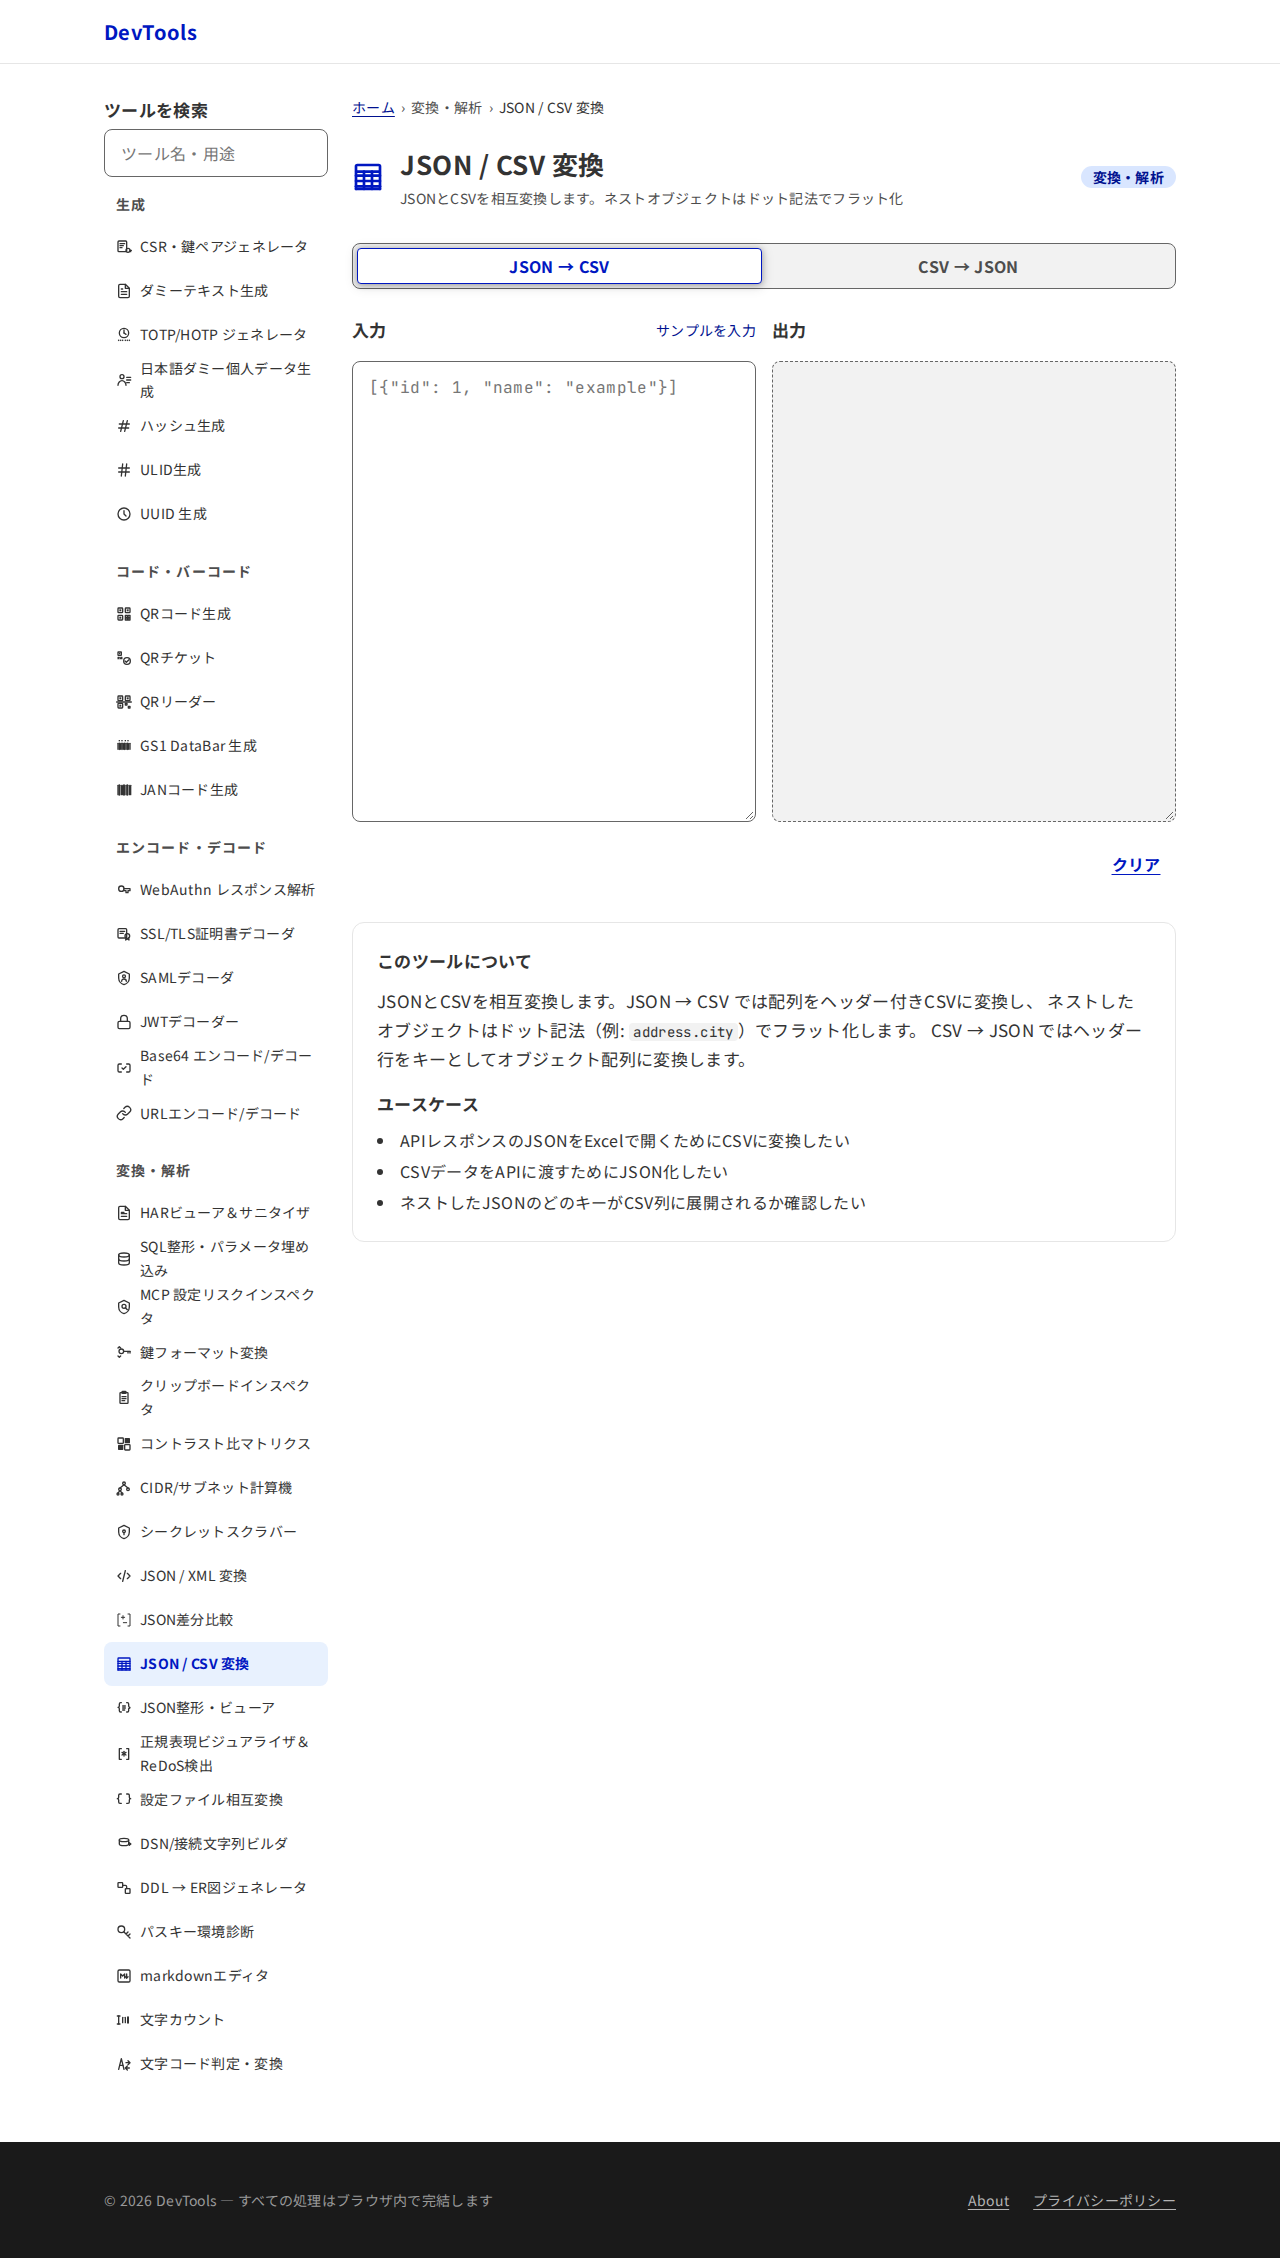 DevTools
ツールを検索
ツール名・用途
生成
CSR・鍵ペアジェネレータ
ダミーテキスト生成
TOTP/HOTP ジェネレータ
日本語ダミー個人データ生
成
ハッシュ生成
ULID生成
UUID 生成
コード・バーコード
QRコード生成
QRチケット
QRリーダー
GS1 DataBar 生成
JANコード生成
エンコード・デコード
WebAuthn レスポンス解析
SSL/TLS証明書デコーダ
SAMLデコーダ
JWTデコーダー
Base64 エンコード/デコー
ド
URLエンコード/デコード
変換・解析
HARビューア＆サニタイザ
SQL整形・パラメータ埋め
込み
MCP 設定リスクインスペク
タ
鍵フォーマット変換
クリップボードインスペク
タ
コントラスト比マトリクス
CIDR/サブネット計算機
シークレットスクラバー
JSON / XML 変換
JSON差分比較
JSON / CSV 変換
JSON整形・ビューア
正規表現ビジュアライザ＆
ReDoS検出
設定ファイル相互変換
DSN/接続文字列ビルダ
DDL → ER図ジェネレータ
パスキー環境診断
markdownエディタ
文字カウント
文字コード判定・変換
ホーム › 変換・解析 › JSON / CSV 変換
JSON / CSV 変換
JSONとCSVを相互変換します。ネストオブジェクトはドット記法でフラット化
変換・解析
JSON → CSV
CSV → JSON
入力
サンプルを入力
出力
[{"id": 1, "name": "example"}]
クリア
このツールについて
JSONとCSVを相互変換します。JSON → CSV では配列をヘッダー付きCSVに変換し、 ネストした
オブジェクトはドット記法（例: address.city）でフラット化します。 CSV → JSON ではヘッダー
行をキーとしてオブジェクト配列に変換します。
ユースケース
• APIレスポンスのJSONをExcelで開くためにCSVに変換したい
• CSVデータをAPIに渡すためにJSON化したい
• ネストしたJSONのどのキーがCSV列に展開されるか確認したい
© 2026 DevTools — すべての処理はブラウザ内で完結します
About
プライバシーポリシー